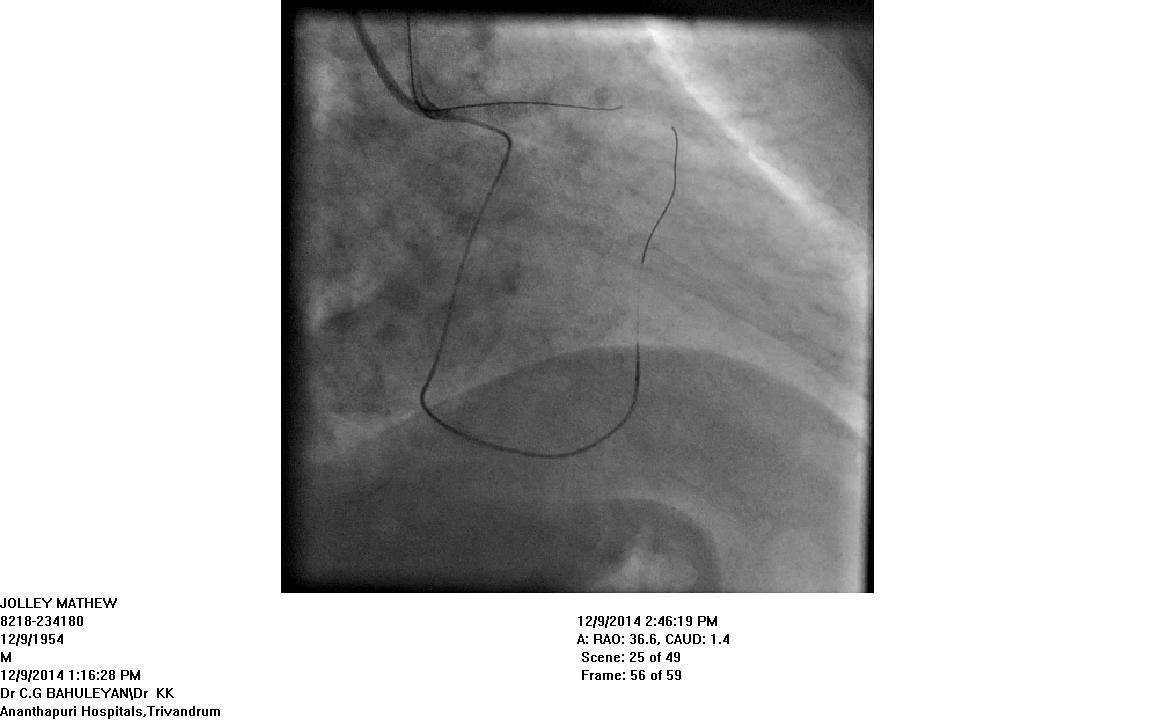 JOLLEY MATHEW
8218-234180
12/9/1954
M
12/9/2014 1:16:28 PM
Dr C.G BAHULEYAN\Dr  KK
Ananthapuri Hospitals,Trivandrum
12/9/2014 2:46:19 PM
A: RAO: 36.6, CAUD: 1.4
Scene: 25 of 49
Frame: 56 of 59